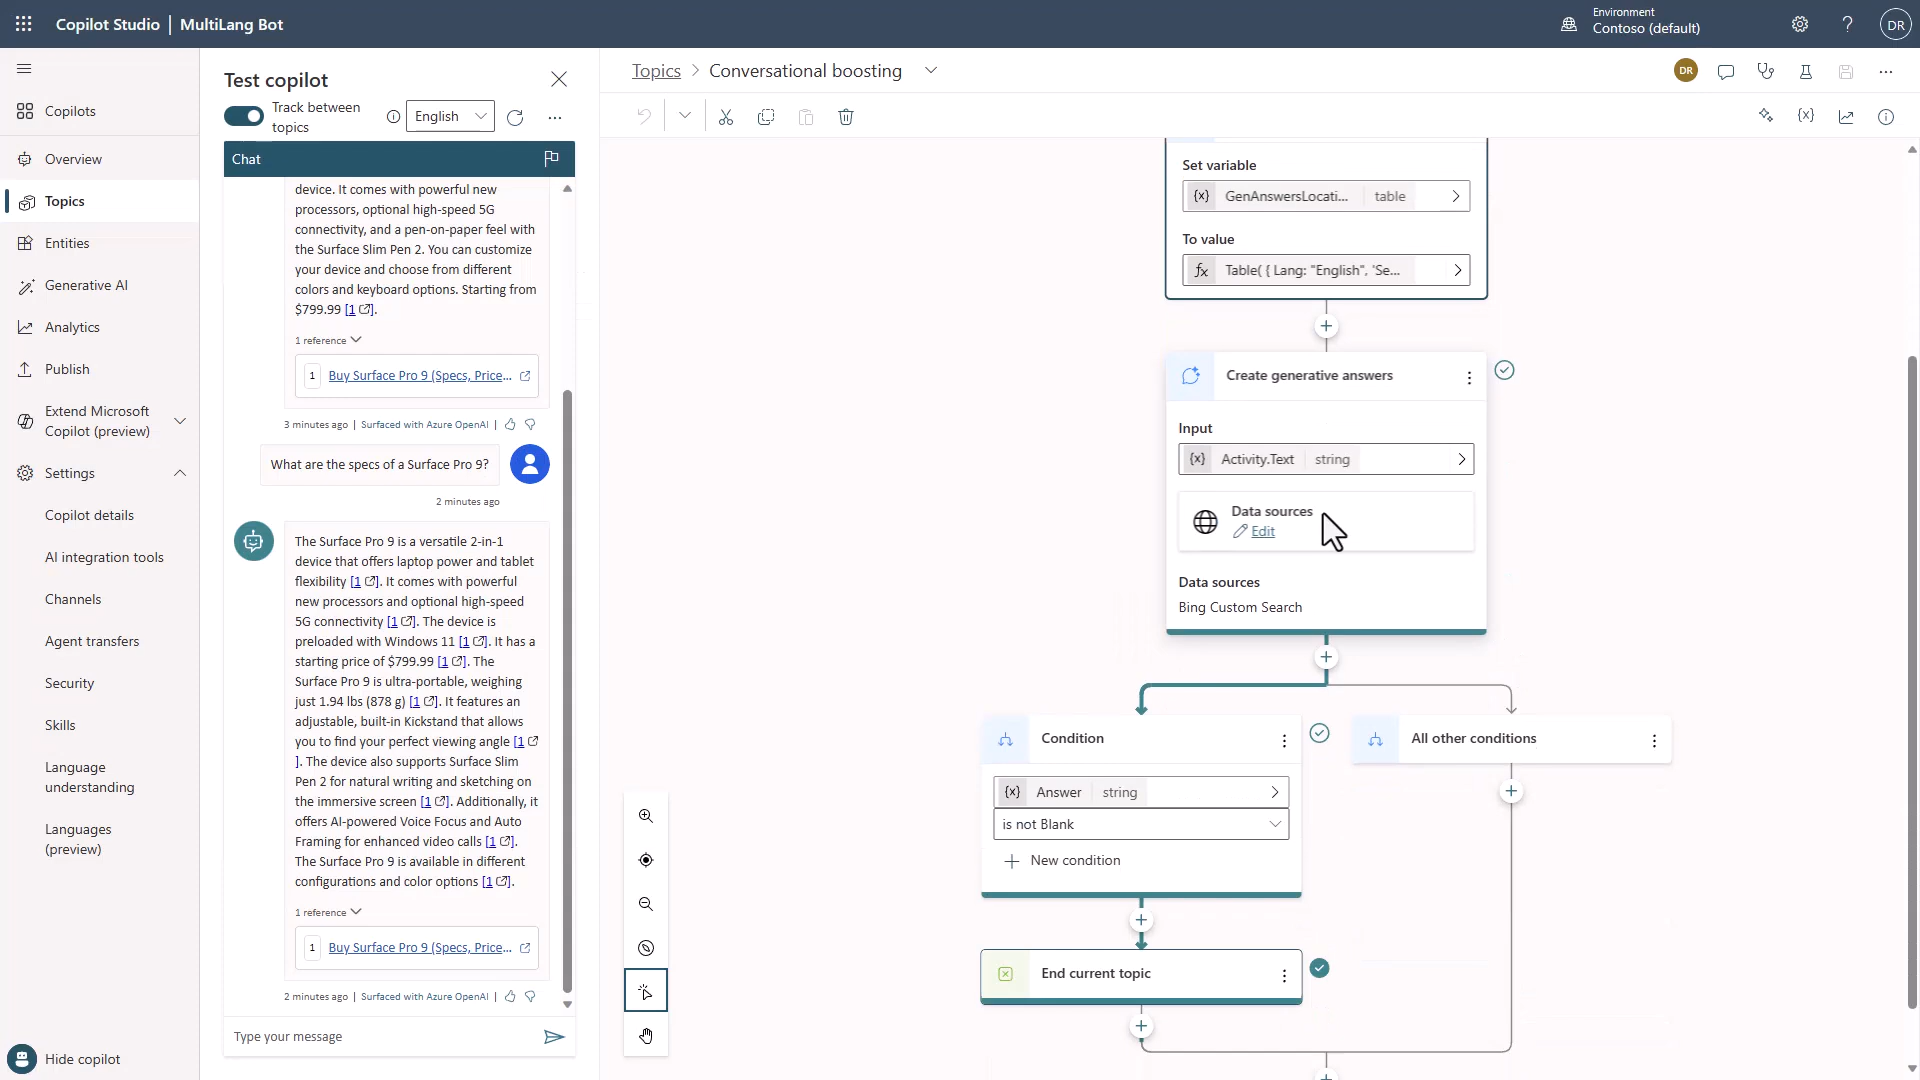 Copilot Studio | MultiLang Bot
Environment
Contoso (default)
DR
Copilots
Overview
Topics
Entities
Generative AI
Analytics
Publish
Extend Microsoft
Copilot (preview)
Settings
Copilot details
AI integration tools
Channels
Agent transfers
Security
Skills
Language
understanding
Languages
(preview)
Hide copilot
Test copilot
Track between
topics
English
Chat
device. It comes with powerful new
processors, optional high-speed 5G
connectivity, and a pen-on-paper feel with
the Surface Slim Pen 2. You can customize
your device and choose from different
colors and keyboard options. Starting from
$799.99 [1].
1 reference
1 Buy Surface Pro 9 (Specs, Price...
3 minutes ago | Surfaced with Azure OpenAI |
What are the specs of a Surface Pro 9?
2 minutes ago
The Surface Pro 9 is a versatile 2-in-1
device that offers laptop power and tablet
flexibility [1]. It comes with powerful
new processors and optional high-speed
5G connectivity [1]. The device is
preloaded with Windows 11 [1]. It has a
starting price of $799.99 [1]. The
Surface Pro 9 is ultra-portable, weighing
just 1.94 lbs (878 g) [1]. It features an
adjustable, built-in Kickstand that allows
you to find your perfect viewing angle [1
]. The device also supports Surface Slim
Pen 2 for natural writing and sketching on
the immersive screen [1]. Additionally, it
offers AI-powered Voice Focus and Auto
Framing for enhanced video calls [1].
The Surface Pro 9 is available in different
configurations and color options [1].
1 reference
1 Buy Surface Pro 9 (Specs, Price...
2 minutes ago | Surfaced with Azure OpenAI |
Type your message
Topics > Conversational boosting
DR
Set variable
{x} GenAnswersLocati... table
To value
fx Table( { Lang: "English", 'Se...
Create generative answers
Input
{x} Activity.Text string
Data sources
Edit
Data sources
Bing Custom Search
Condition
{x} Answer string
is not Blank
New condition
All other conditions
End current topic